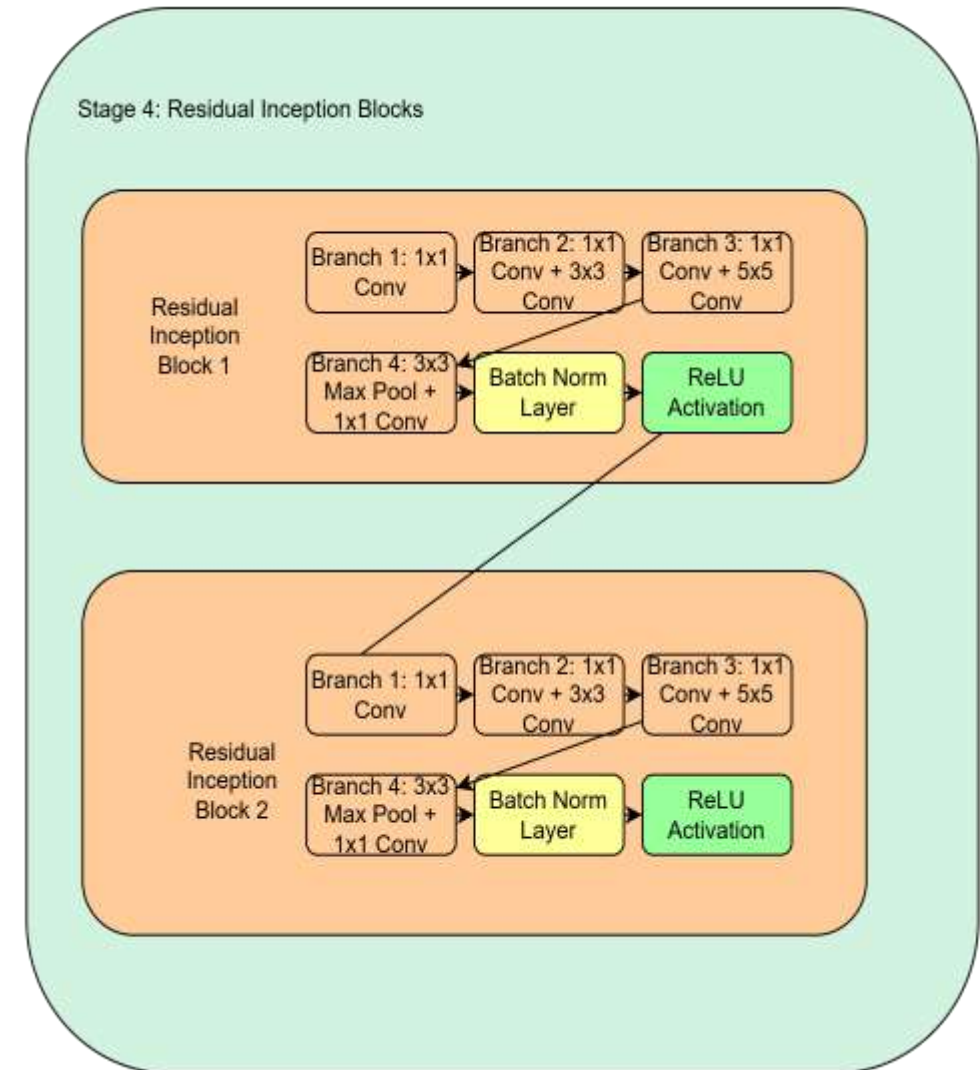 Stage 4: Residual Inception Blocks
Residual
Inception
Block 1
Branch 1: 1x1
Conv
Branch 2: 1x1
Conv + 3x3
Conv
Branch 3: 1x1
Conv + 5x5
Conv
Branch 4: 3x3
Max Pool +
1x1 Conv
Batch Norm
Layer
ReLU
Activation
Residual
Inception
Block 2
Branch 1: 1x1
Conv
Branch 2: 1x1
Conv + 3x3
Conv
Branch 3: 1x1
Conv + 5x5
Conv
Branch 4: 3x3
Max Pool +
1x1 Conv
Batch Norm
Layer
ReLU
Activation